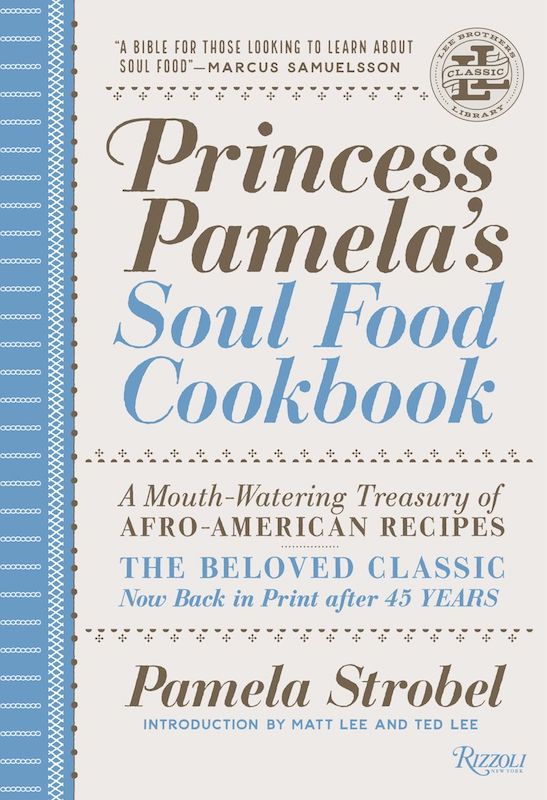 "A BIBLE FOR THOSE LOOKING TO LEARN ABOUT
SOUL FOOD"—MARCUS SAMUELSSON
LEE BROTHERS
CLASSIC
LL
LIBRARY
Princess
Pamela's
Soul Food
Cookbook
A Mouth-Watering Treasury of
AFRO-AMERICAN RECIPES
THE BELOVED CLASSIC
Now Back in Print after 45 YEARS
Pamela Strobel
INTRODUCTION BY MATT LEE AND TED LEE
RIZZOLI
NEW YORK